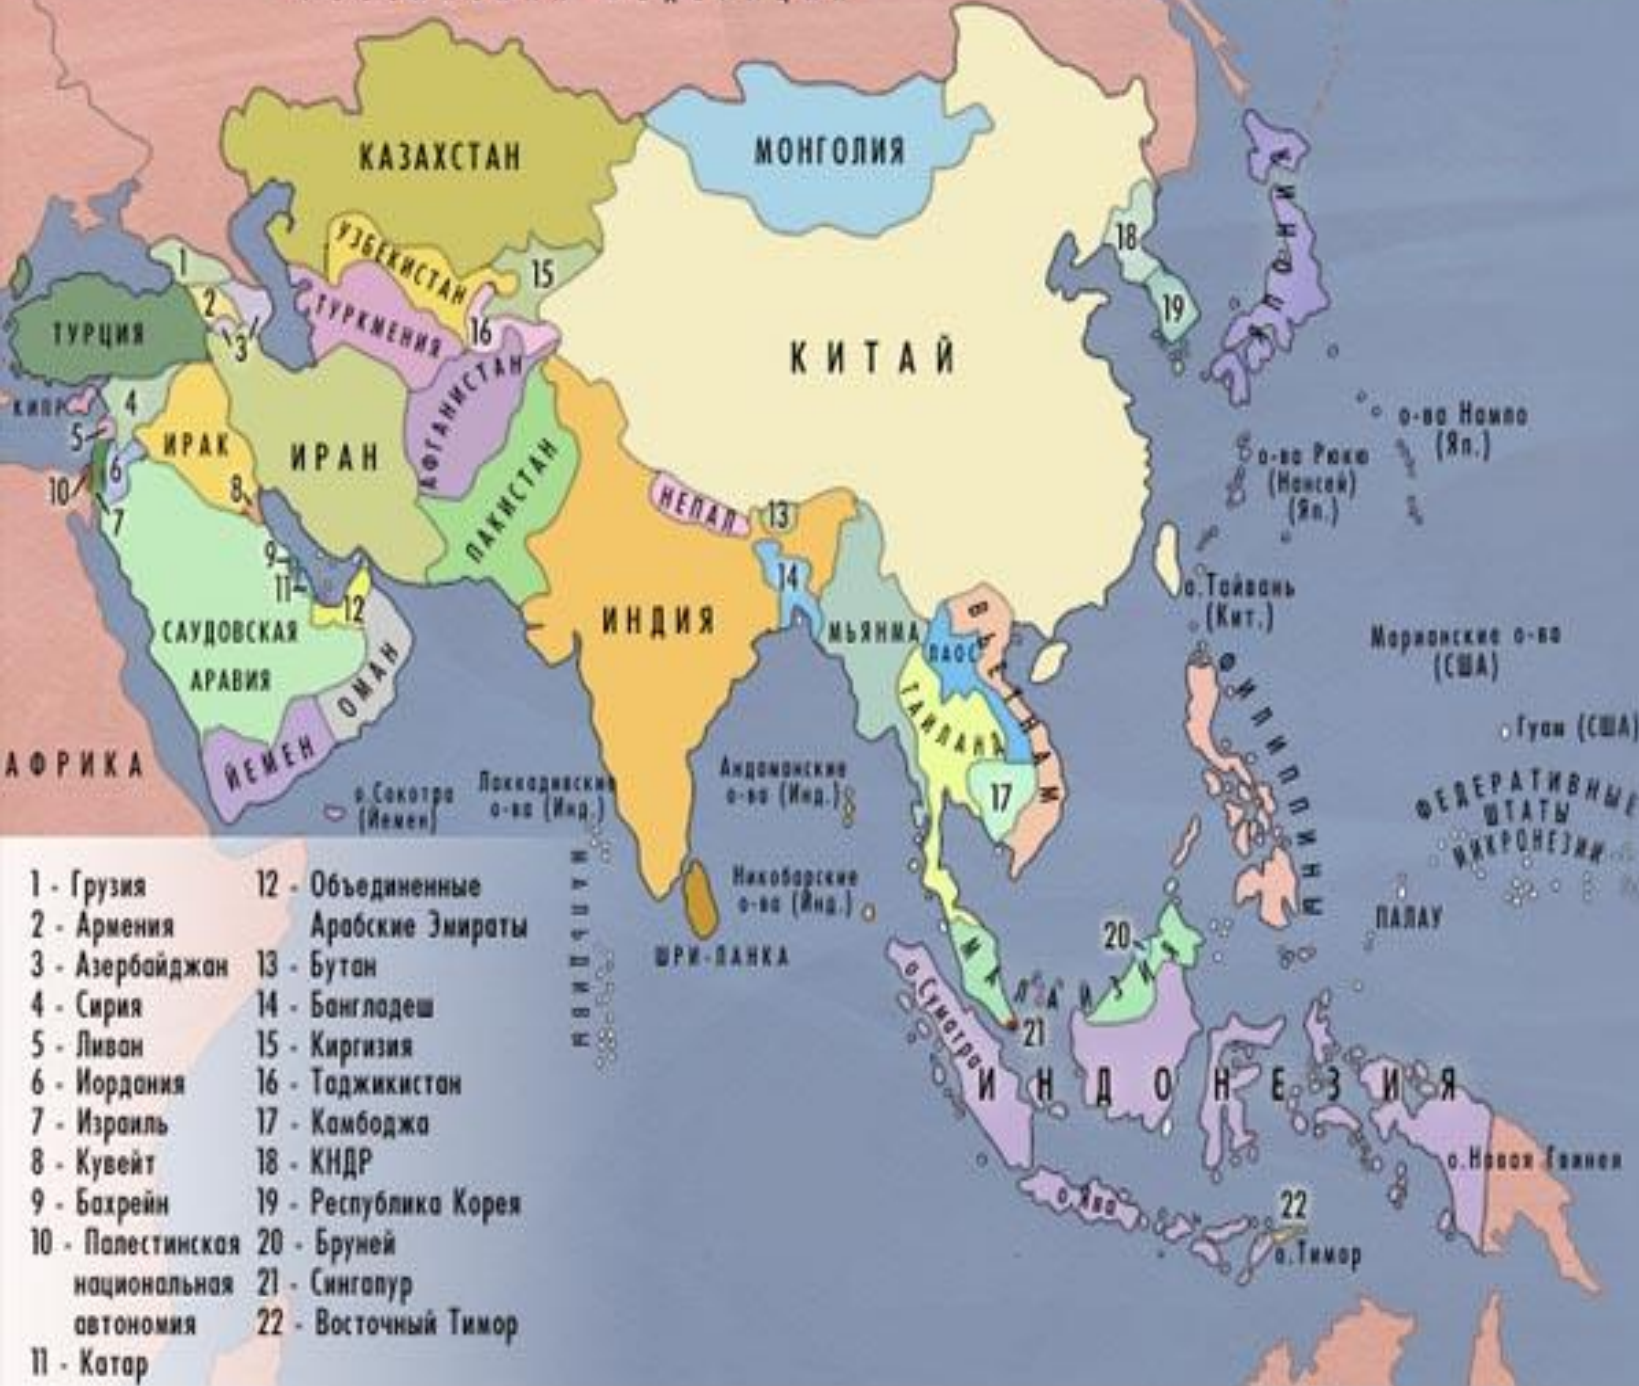 КАЗАХСТАН
МОНГОЛИЯ
УЗБЕКИСТАН
ТУРКМЕНИЯ
1
2
3
15
16
18
19
ЯПОНИЯ
ТУРЦИЯ
КИТАЙ
КИПР
4
5
6
7
8
9
10
11
12
ИРАК
ИРАН
АФГАНИСТАН
ПАКИСТАН
НЕПАЛ
13
14
о-ва Нампо
(Яп.)
о-ва Рюкю
(Нансей)
(Яп.)
САУДОВСКАЯ
АРАВИЯ
ОМАН
ЙЕМЕН
ИНДИЯ
МЬЯНМА
ЛАОС
ВЬЕТНАМ
ТАИЛАНД
17
о.Тайвань
(Кит.)
Марианские о-ва
(США)
Гуам (США)
ФИЛИППИНЫ
ФЕДЕРАТИВНЫЕ
ШТАТЫ
МИКРОНЕЗИИ
ПАЛАУ
АФРИКА
о.Сокотра
(Йемен)
Лаккадивские
о-ва (Инд.)
Андаманские
о-ва (Инд.)
Никобарские
о-ва (Инд.)
ШРИ-ЛАНКА
МАЛЬДИВЫ
МАЛАЙЗИЯ
20
21
о.Суматра
ИНДОНЕЗИЯ
о.Новая Гвинея
о.Ява
22
о.Тимор
1 - Грузия
2 - Армения
3 - Азербайджан
4 - Сирия
5 - Ливан
6 - Иордания
7 - Израиль
8 - Кувейт
9 - Бахрейн
10 - Палестинская
национальная
автономия
11 - Катар
12 - Объединенные
Арабские Эмираты
13 - Бутан
14 - Бангладеш
15 - Киргизия
16 - Таджикистан
17 - Камбоджа
18 - КНДР
19 - Республика Корея
20 - Бруней
21 - Сингапур
22 - Восточный Тимор